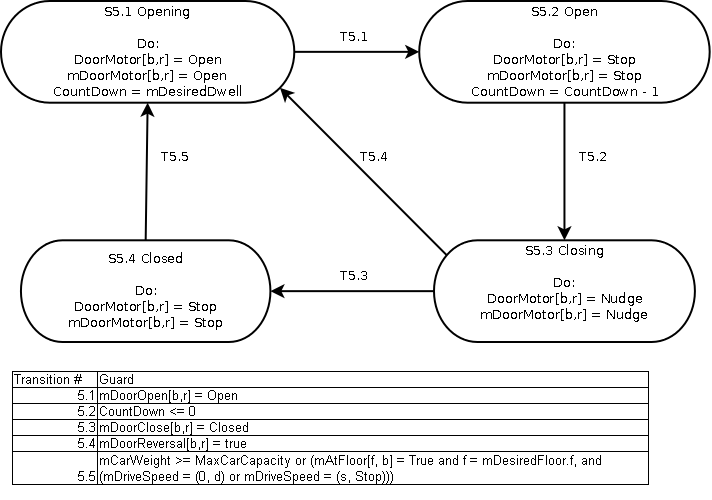 S5.1 Opening
Do:
DoorMotor[b,r] = Open
mDoorMotor[b,r] = Open
CountDown = mDesiredDwell
T5.1
S5.2 Open
Do:
DoorMotor[b,r] = Stop
mDoorMotor[b,r] = Stop
CountDown = CountDown - 1
T5.5
T5.4
T5.2
S5.4 Closed
Do:
DoorMotor[b,r] = Stop
mDoorMotor[b,r] = Stop
T5.3
S5.3 Closing
Do:
DoorMotor[b,r] = Nudge
mDoorMotor[b,r] = Nudge
Transition # Guard
5.1 mDoorOpen[b,r] = Open
5.2 CountDown <= 0
5.3 mDoorClose[b,r] = Closed
5.4 mDoorReversal[b,r] = true
mCarWeight >= MaxCarCapacity or (mAtFloor[f, b] = True and f = mDesiredFloor.f, and
5.5 (mDriveSpeed = (0, d) or mDriveSpeed = (s, Stop)))